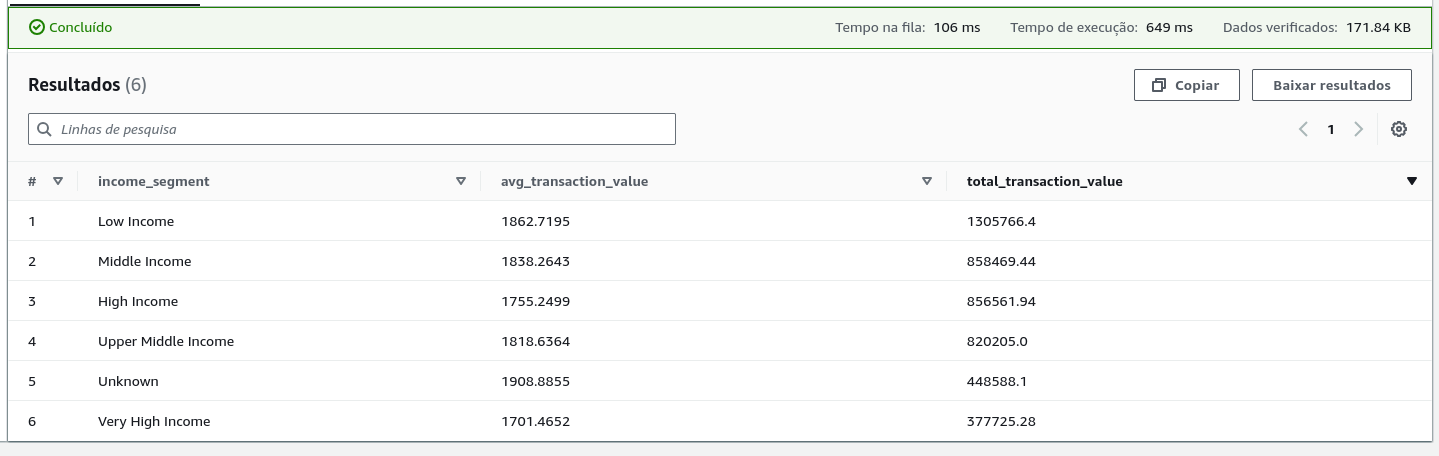 Concluído Tempo na fila: 106 ms Tempo de execução: 649 ms Dados verificados: 171.84 KB
Resultados (6) Copiar Baixar resultados
Linhas de pesquisa 1
# income_segment avg_transaction_value total_transaction_value
1 Low Income 1862.7195 1305766.4
2 Middle Income 1838.2643 858469.44
3 High Income 1755.2499 856561.94
4 Upper Middle Income 1818.6364 820205.0
5 Unknown 1908.8855 448588.1
6 Very High Income 1701.4652 377725.28